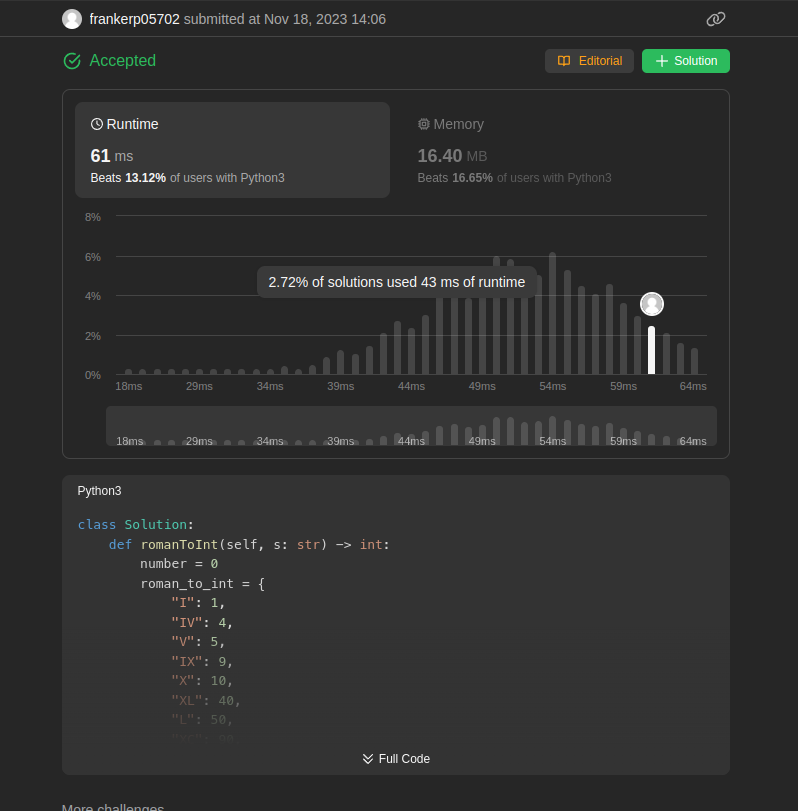 frankerp05702 submitted at Nov 18, 2023 14:06
Accepted
Editorial
Solution
Runtime
61 ms
Beats 13.12% of users with Python3
Memory
16.40 MB
Beats 16.65% of users with Python3
8%
6%
4%
2%
0%
2.72% of solutions used 43 ms of runtime
18ms 29ms 34ms 39ms 44ms 49ms 54ms 59ms 64ms
18ms 29ms 34ms 39ms 44ms 49ms 54ms 59ms 64ms
Python3
class Solution:
    def romanToInt(self, s: str) -> int:
        number = 0
        roman_to_int = {
            "I": 1,
            "IV": 4,
            "V": 5,
            "IX": 9,
            "X": 10,
            "XL": 40,
            "L": 50,
Full Code
More challenges